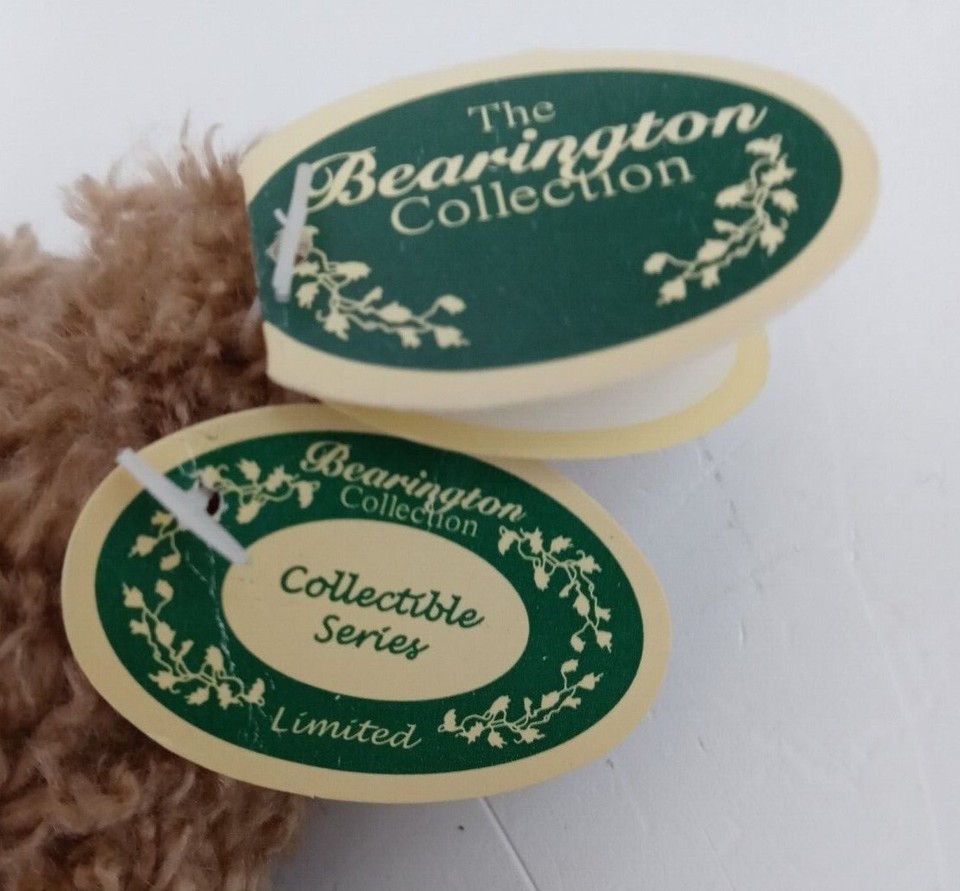 The
Bearington
Collection
Bearington
Collection
Collectible
Series
Limited